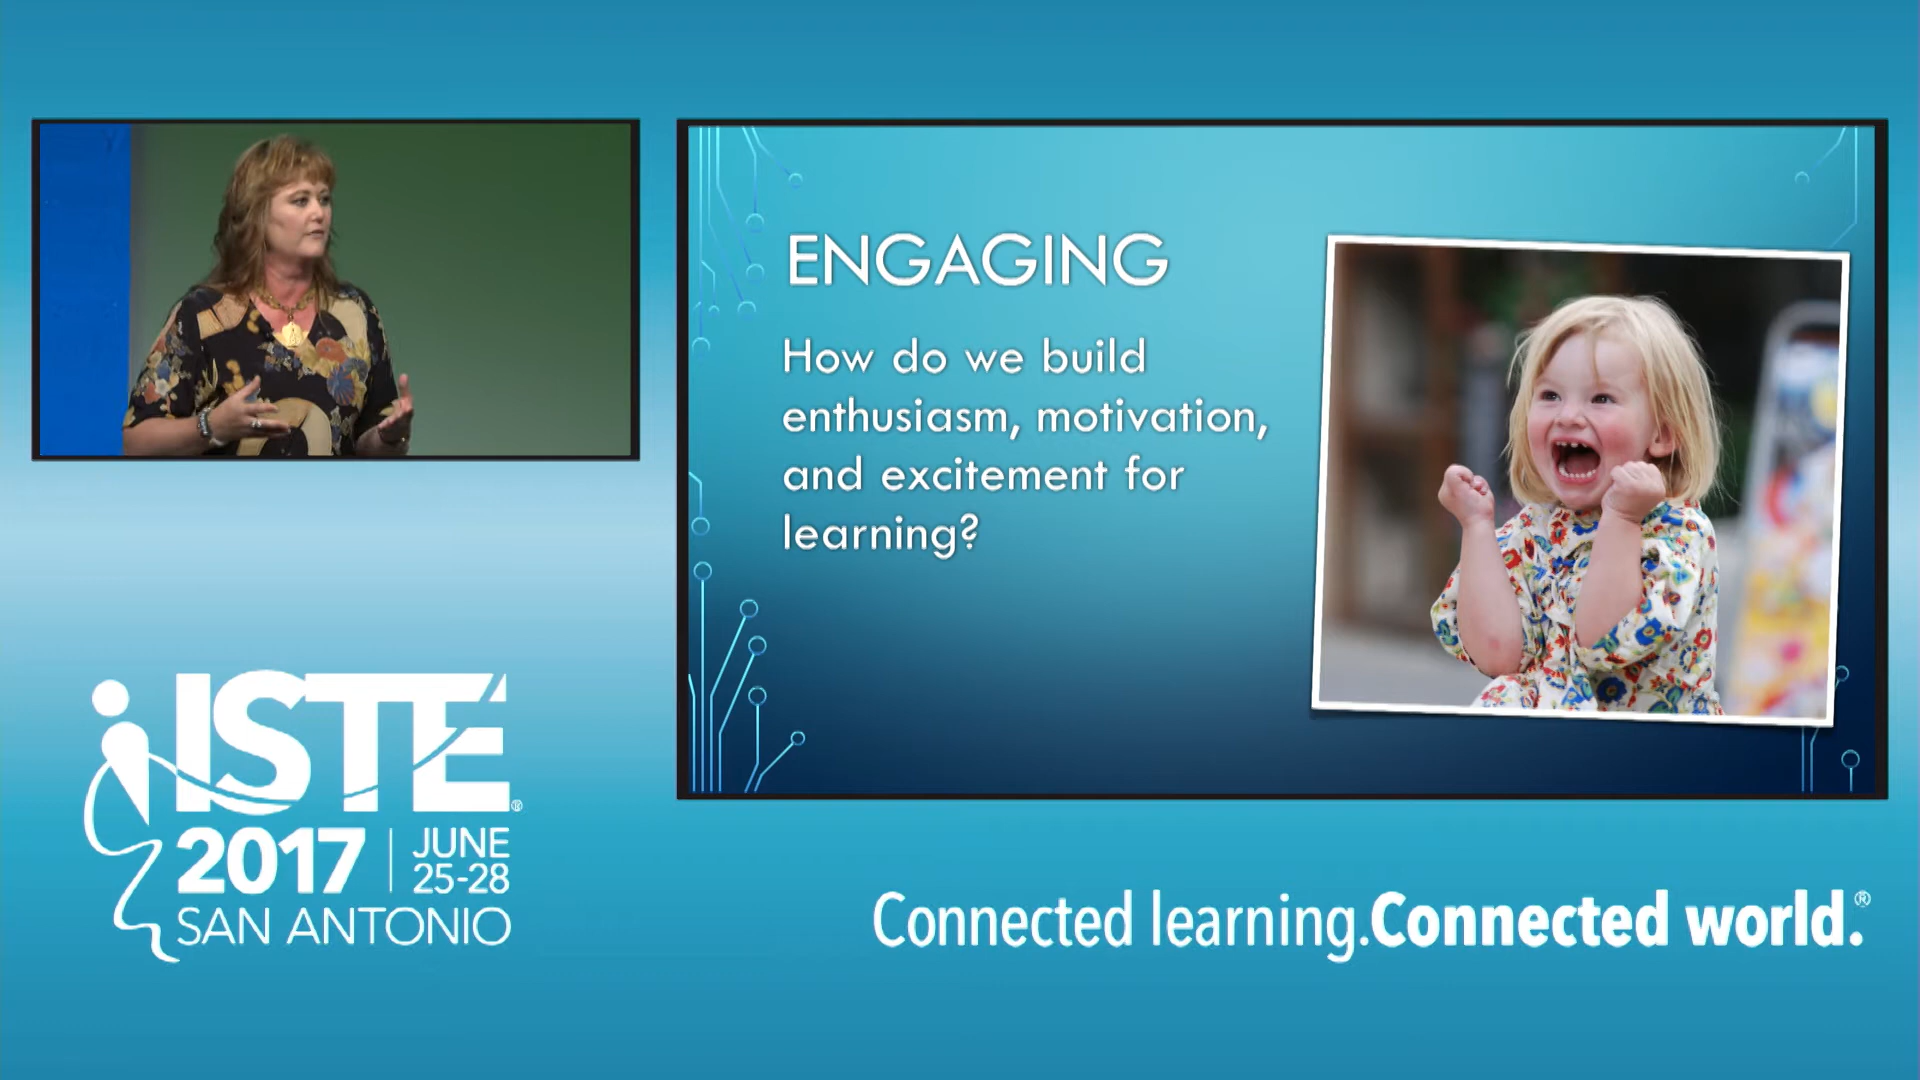 ENGAGING
How do we build
enthusiasm, motivation,
and excitement for
learning?
ISTE®
2017 | JUNE
25-28
SAN ANTONIO
Connected learning.Connected world.®